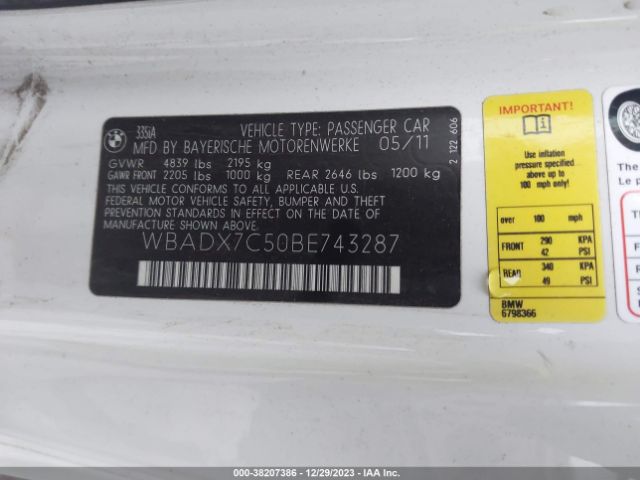 BMW
335iA
VEHICLE TYPE: PASSENGER CAR
MFD BY BAYERISCHE MOTORENWERKE 05/11
GVWR 4839 lbs 2195 kg
GAWR FRONT 2205 lbs 1000 kg REAR 2646 lbs 1200 kg
THIS VEHICLE CONFORMS TO ALL APPLICABLE U.S.
FEDERAL MOTOR VEHICLE SAFETY, BUMPER AND THEFT
PREVENTION STANDARDS IN EFFECT ON THE DATE OF
MANUFACTURE SHOWN ABOVE.
WBADX7C50BE743287
2 122 606
IMPORTANT!
Use inflation
pressure specified
above up to
100 mph only!
over 100 mph
FRONT 290 KPA
42 PSI
REAR 340 KPA
49 PSI
BMW
6798366
The
Le p
T
F
R
S
IAA - 38207386 - 12/29/2023 - IAA